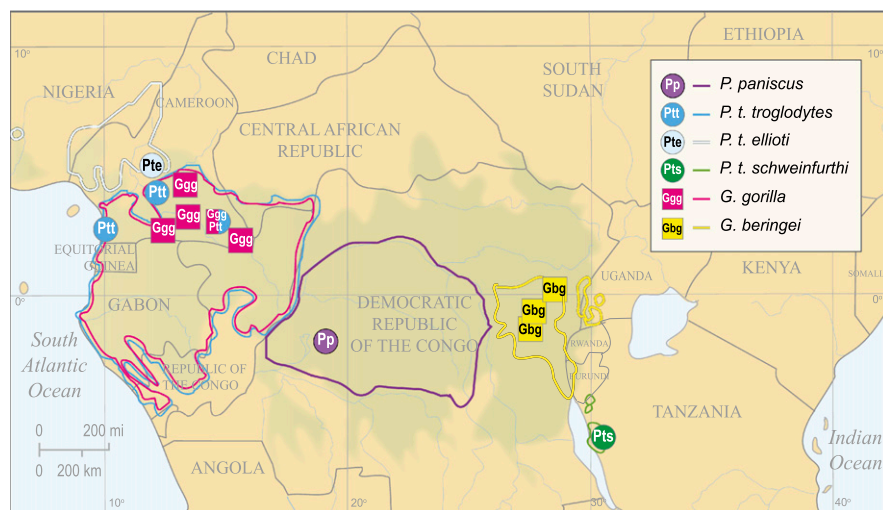 10°
10°
CHAD
ETHIOPIA
SOUTH
SUDAN
NIGERIA
CAMEROON
CENTRAL AFRICAN
REPUBLIC
Pp
P. paniscus
Ptt
P. t. troglodytes
Pte
P. t. ellioti
Pts
P. t. schweinfurthi
Ggg
G. gorilla
Gbg
G. beringei
Pte
Ptt
Ggg
Ggg
Ggg
Ptt
Ggg
Ggg
Ptt
EQUITORIAL
GUINEA
UGANDA
KENYA
SOMALI
0°
0°
GABON
DEMOCRATIC
REPUBLIC
OF THE CONGO
Gbg
Gbg
Gbg
Pp
RWANDA
BURUNDI
South
Atlantic
Ocean
REPUBLIC OF
THE CONGO
TANZANIA
Pts
Indian
Ocean
0 200 mi
0 200 km
ANGOLA
10°
20°
30°
40°